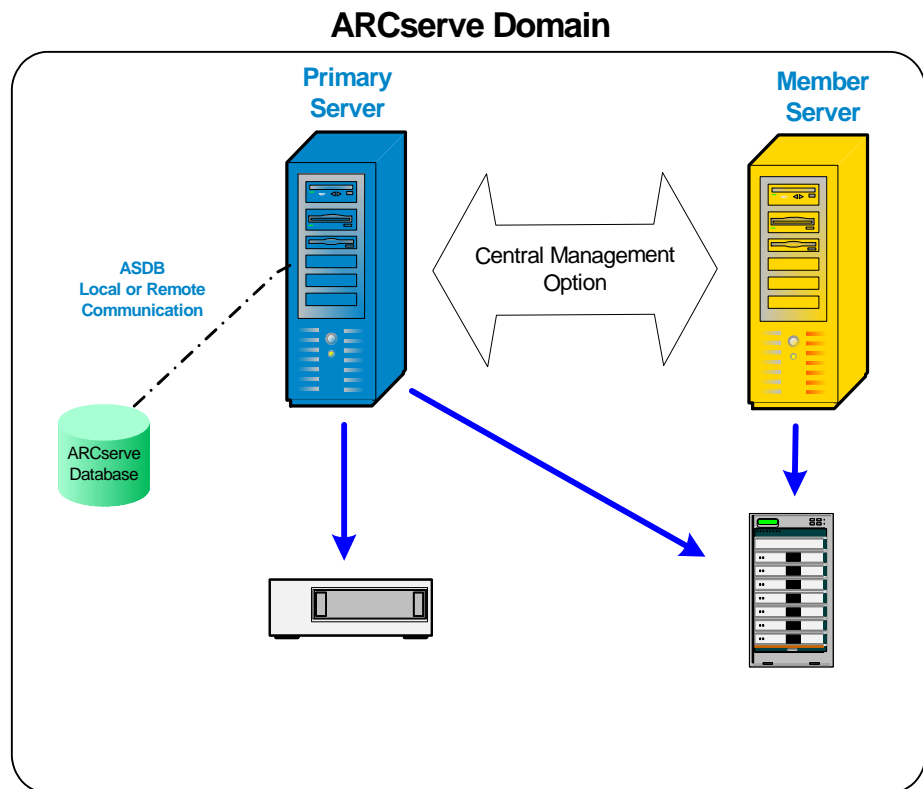 ARCserve Domain
Primary
Server
Member
Server
Central Management
Option
ASDB
Local or Remote
Communication
ARCserve
Database